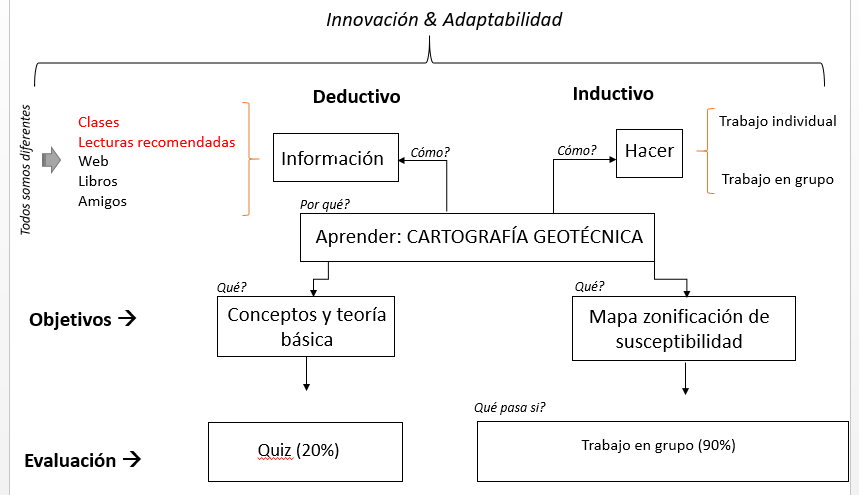 Innovación & Adaptabilidad
Deductivo
Inductivo
Todos somos diferentes
Clases
Lecturas recomendadas
Web
Libros
Amigos
Información
Cómo?
Cómo?
Hacer
Trabajo individual
Trabajo en grupo
Por qué?
Aprender: CARTOGRAFÍA GEOTÉCNICA
Objetivos →
Qué?
Conceptos y teoría
básica
Qué?
Mapa zonificación de
susceptibilidad
Evaluación →
Quiz (20%)
Qué pasa si?
Trabajo en grupo (90%)